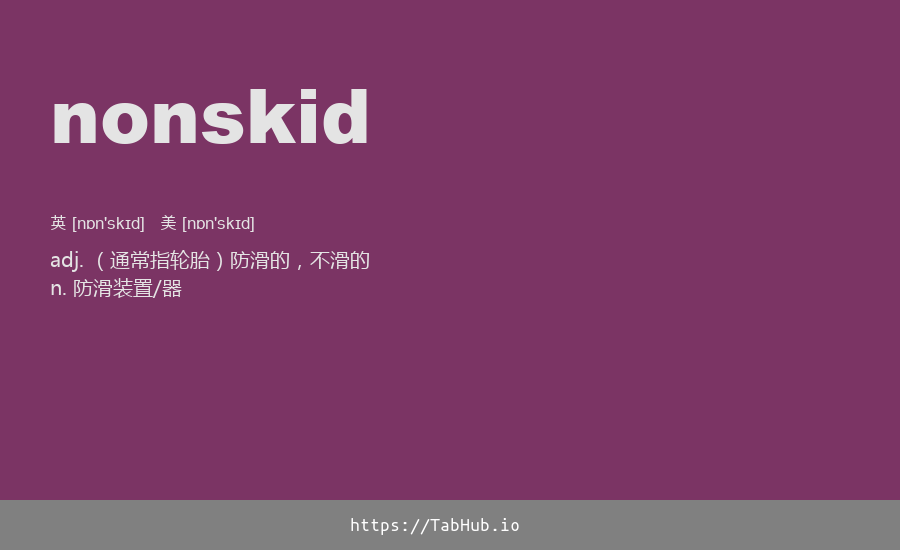 nonskid
英 [nɒn'skɪd] 美 [nɒn'skɪd]
adj. （通常指轮胎）防滑的，不滑的
n. 防滑装置/器
https://TabHub.io